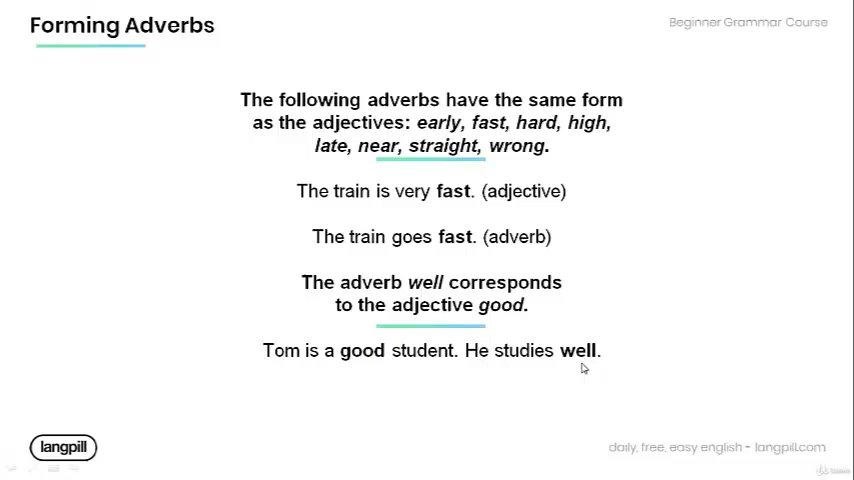 Forming Adverbs
Beginner Grammar Course
The following adverbs have the same form
as the adjectives: early, fast, hard, high,
late, near, straight, wrong.
The train is very fast. (adjective)
The train goes fast. (adverb)
The adverb well corresponds
to the adjective good.
Tom is a good student. He studies well.
langpill
daily, free, easy english - langpill.com